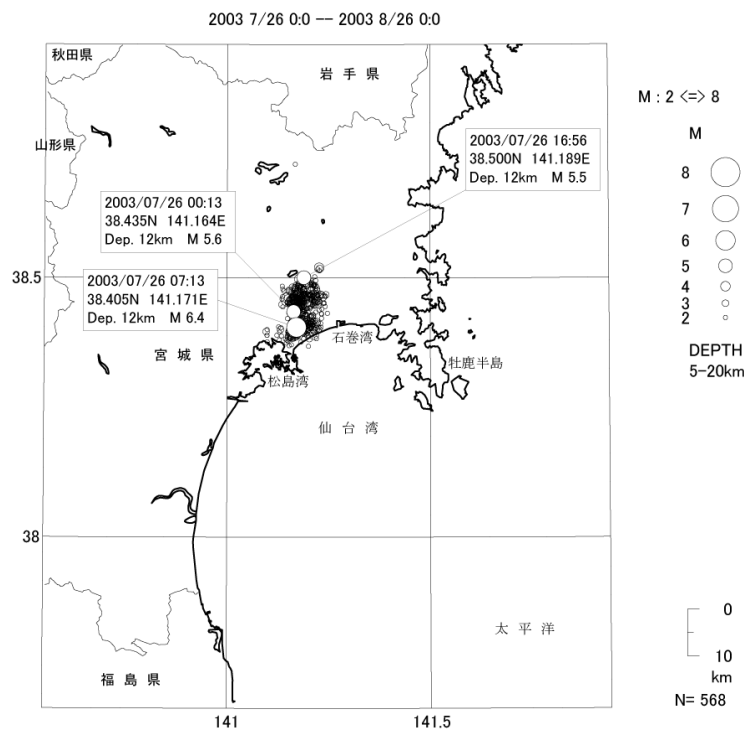 2003 7/26 0:0 -- 2003 8/26 0:0
秋田県
岩手県
山形県
2003/07/26 16:56
38.500N 141.189E
Dep. 12km M 5.5
2003/07/26 00:13
38.435N 141.164E
Dep. 12km M 5.6
2003/07/26 07:13
38.405N 141.171E
Dep. 12km M 6.4
38.5
宮城県
石巻湾
牡鹿半島
松島湾
仙台湾
38
太平洋
福島県
141
141.5
M : 2 <=> 8
M
8
7
6
5
4
3
2
DEPTH
5-20km
0
10
km
N= 568